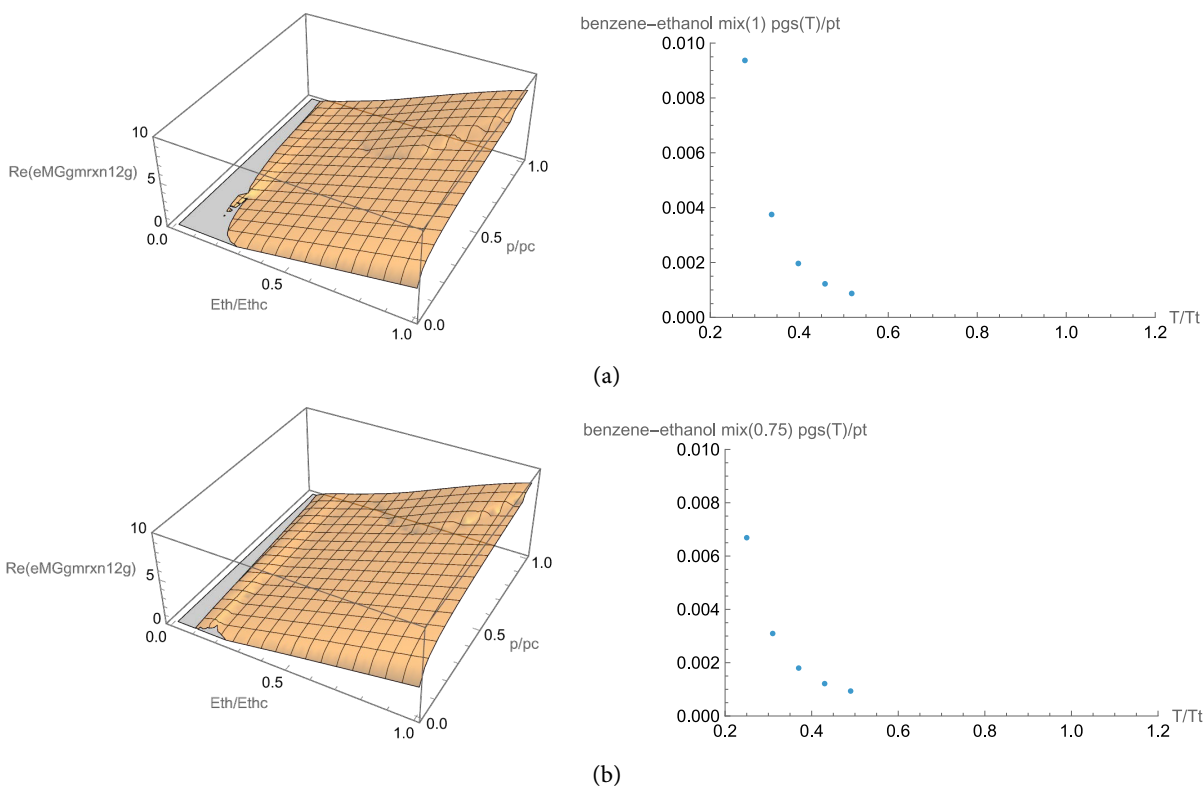 10
5
0
Re(eMGgmrxn12g)
0.0
0.5
1.0
Eth/Ethc
0.0
0.5
1.0
p/pc
benzene–ethanol mix(1) pgs(T)/pt
0.010
0.008
0.006
0.004
0.002
0.000
0.2 0.4 0.6 0.8 1.0 1.2
T/Tt
(a)
10
5
0
Re(eMGgmrxn12g)
0.0
0.5
1.0
Eth/Ethc
0.0
0.5
1.0
p/pc
benzene–ethanol mix(0.75) pgs(T)/pt
0.010
0.008
0.006
0.004
0.002
0.000
0.2 0.4 0.6 0.8 1.0 1.2
T/Tt
(b)